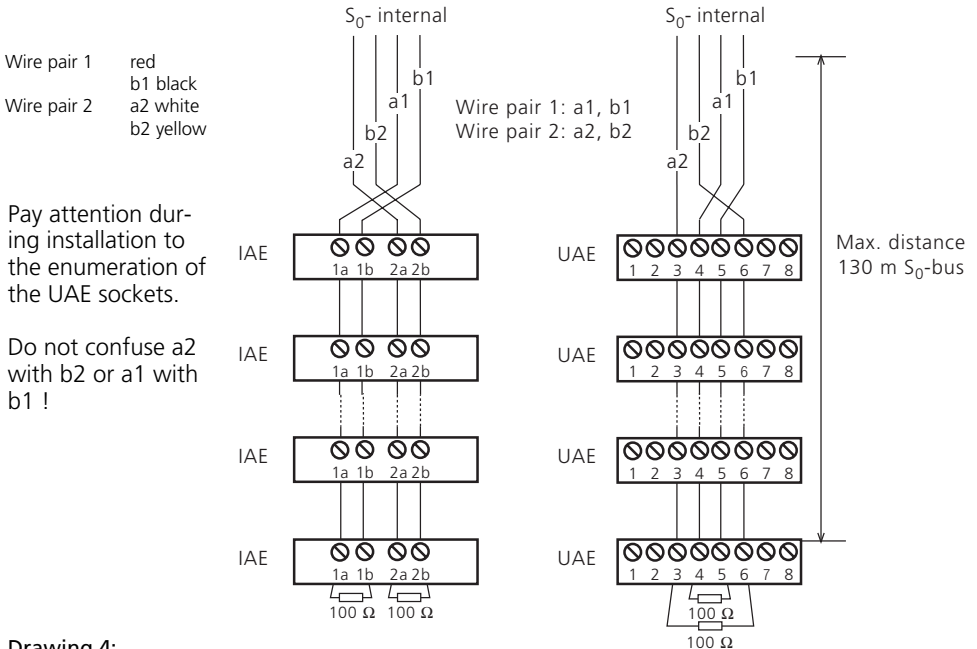 S0- internal
S0- internal
Wire pair 1 red
b1 black
Wire pair 2 a2 white
b2 yellow
b1
a1
b2
a2
Wire pair 1: a1, b1
Wire pair 2: a2, b2
b1
a1
b2
a2
Pay attention dur-
ing installation to
the enumeration of
the UAE sockets.
Do not confuse a2
with b2 or a1 with
b1 !
IAE
1a 1b 2a 2b
UAE
1 2 3 4 5 6 7 8
Max. distance
130 m S0-bus
IAE
1a 1b 2a 2b
UAE
1 2 3 4 5 6 7 8
IAE
1a 1b 2a 2b
UAE
1 2 3 4 5 6 7 8
IAE
1a 1b 2a 2b
100 Ω 100 Ω
UAE
1 2 3 4 5 6 7 8
100 Ω
100 Ω
Drawing 4: